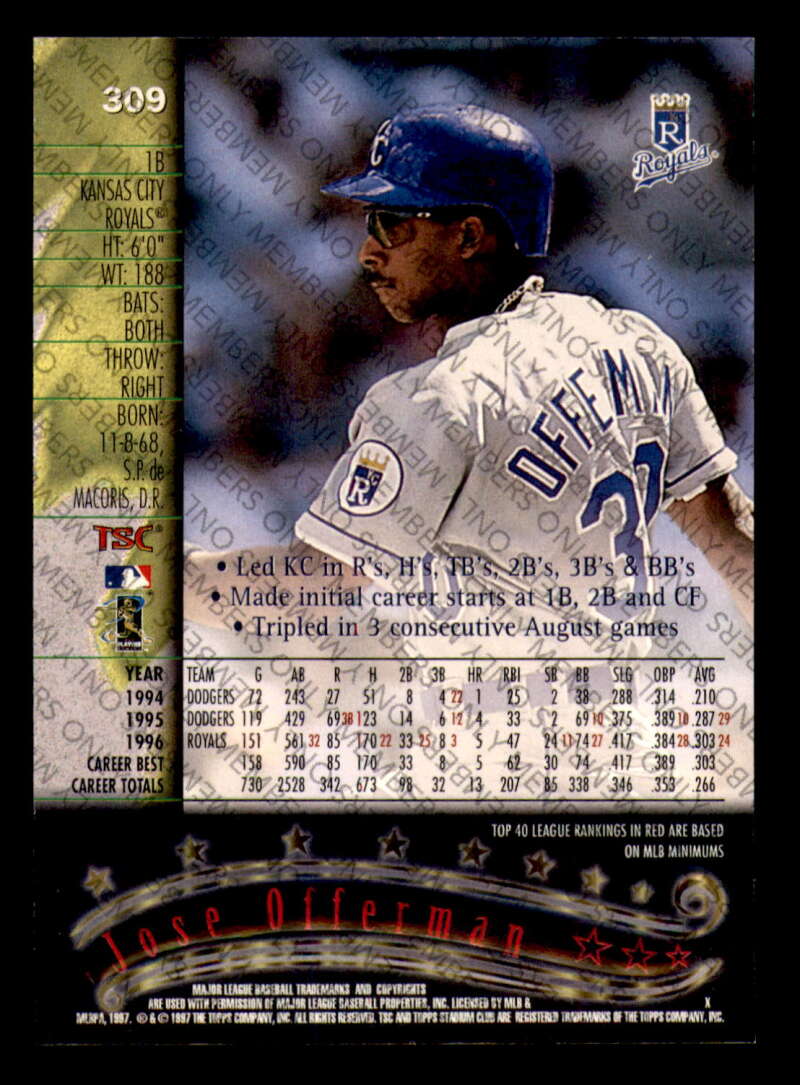 309
1B
KANSAS CITY
ROYALS®
HT: 6'0"
WT: 188
BATS:
BOTH
THROW:
RIGHT
BORN:
11-8-68,
S.P. de
MACORIS, D.R.
TSC®
R
Royals
KC
OFFE
MEMBERS ONLY
• Led KC in R's, H's, TB's, 2B's, 3B's & BB's
• Made initial career starts at 1B, 2B and CF
• Tripled in 3 consecutive August games
YEAR TEAM G AB R H 2B 3B HR RBI SB BB SLG OBP AVG
1994 DODGERS 72 243 27 51 8 4 22 1 25 2 38 288 .314 .210
1995 DODGERS 119 429 69 38 123 14 6 12 4 33 2 69 10 .375 .389 10 .287 29
1996 ROYALS 151 561 32 85 170 22 33 25 8 3 5 47 24 11 74 27 .417 .384 28 .303 24
CAREER BEST 158 590 85 170 33 8 5 62 30 74 .417 .389 .303
CAREER TOTALS 730 2528 342 673 98 32 13 207 85 338 .346 .353 .266
TOP 40 LEAGUE RANKINGS IN RED ARE BASED
ON MLB MINIMUMS
Jose Offerman
MAJOR LEAGUE BASEBALL TRADEMARKS AND COPYRIGHTS
ARE USED WITH PERMISSION OF MAJOR LEAGUE BASEBALL PROPERTIES, INC. LICENSED BY MLB &
X
MLBPA, 1997. ® & © 1997 THE TOPPS COMPANY, INC. ALL RIGHTS RESERVED. TSC AND TOPPS STADIUM CLUB ARE REGISTERED TRADEMARKS OF THE TOPPS COMPANY, INC.